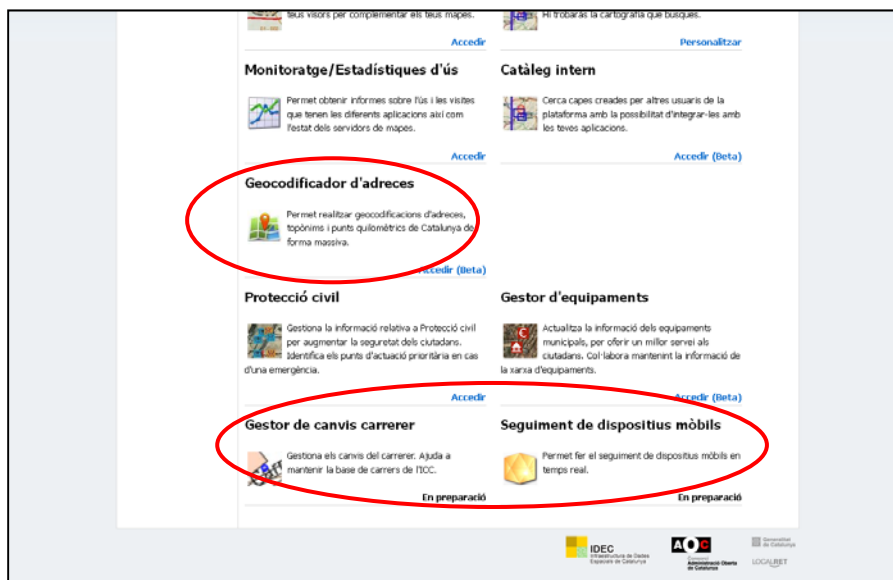 teus visors per complementar els teus mapes.
Accedir
Hi trobaràs la cartografia que busques.
Personalitzar
Monitoratge/Estadístiques d'ús
Permet obtenir informes sobre l'ús i les visites
que tenen les diferents aplicacions així com
l'estat dels servidors de mapes.
Accedir
Catàleg intern
Cerca capes creades per altres usuaris de la
plataforma amb la possibilitat d'integrar-les amb
les teves aplicacions.
Accedir (Beta)
Geocodificador d'adreces
Permet realitzar geocodificacions d'adreces,
topònims i punts quilomètrics de Catalunya de
forma massiva.
Accedir (Beta)
Protecció civil
Gestiona la informació relativa a Protecció civil
per augmentar la seguretat dels ciutadans.
Identifica els punts d'actuació prioritària en cas
d'una emergència.
Accedir
Gestor d'equipaments
Actualitza la informació dels equipaments
municipals, per oferir un millor servei als
ciutadans. Col·labora mantenint la informació de
la xarxa d'equipaments.
Accedir (Beta)
Gestor de canvis carrerer
Gestiona els canvis del carrerer. Ajuda a
mantenir la base de carrers de l'ICC.
En preparació
Seguiment de dispositius mòbils
Permet fer el seguiment de dispositius mòbils en
temps real.
En preparació
IDEC
Infraestructura de Dades
Espacials de Catalunya
AOC
Consorci
Administració Oberta
de Catalunya
Generalitat
de Catalunya
LOCALRET